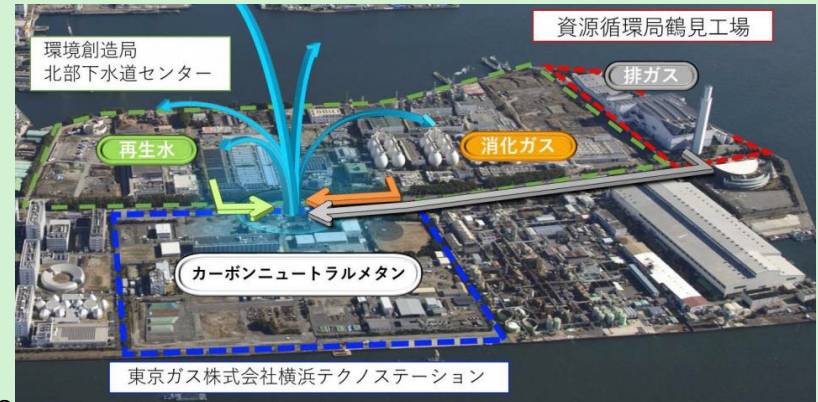 環境創造局
北部下水道センター
資源循環局鶴見工場
排ガス
再生水
消化ガス
カーボンニュートラルメタン
東京ガス株式会社横浜テクノステーション